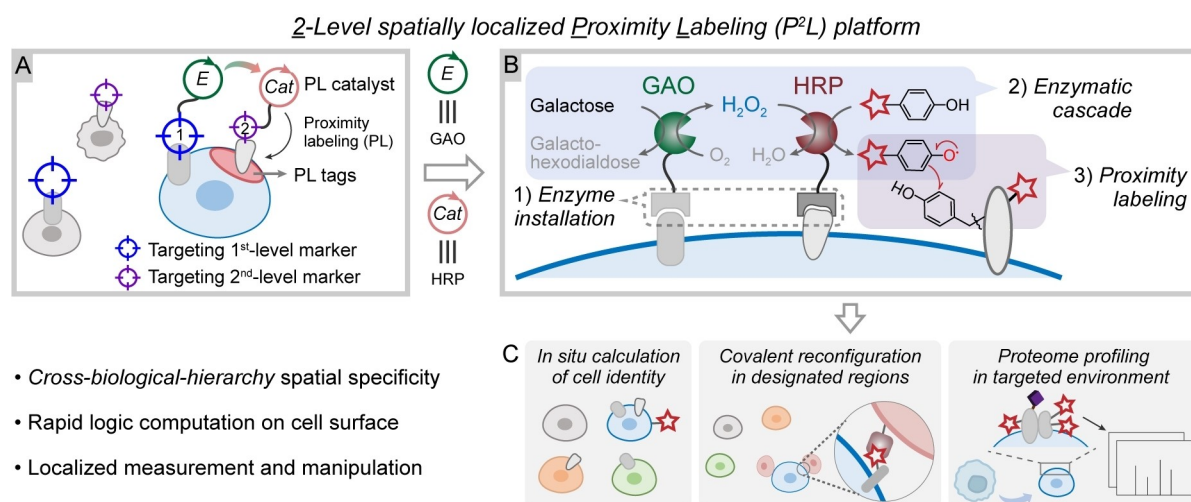 2-Level spatially localized Proximity Labeling (P²L) platform
A
E
Cat
PL catalyst
1
2
Proximity
labeling (PL)
PL tags
Targeting 1st-level marker
Targeting 2nd-level marker
E
GAO
Cat
HRP
B
GAO
HRP
Galactose
H₂O₂
OH
2) Enzymatic
cascade
Galacto-
hexodialdose
O₂
H₂O
O•
HO
3) Proximity
labeling
1) Enzyme
installation
• Cross-biological-hierarchy spatial specificity
• Rapid logic computation on cell surface
• Localized measurement and manipulation
C
In situ calculation
of cell identity
Covalent reconfiguration
in designated regions
Proteome profiling
in targeted environment